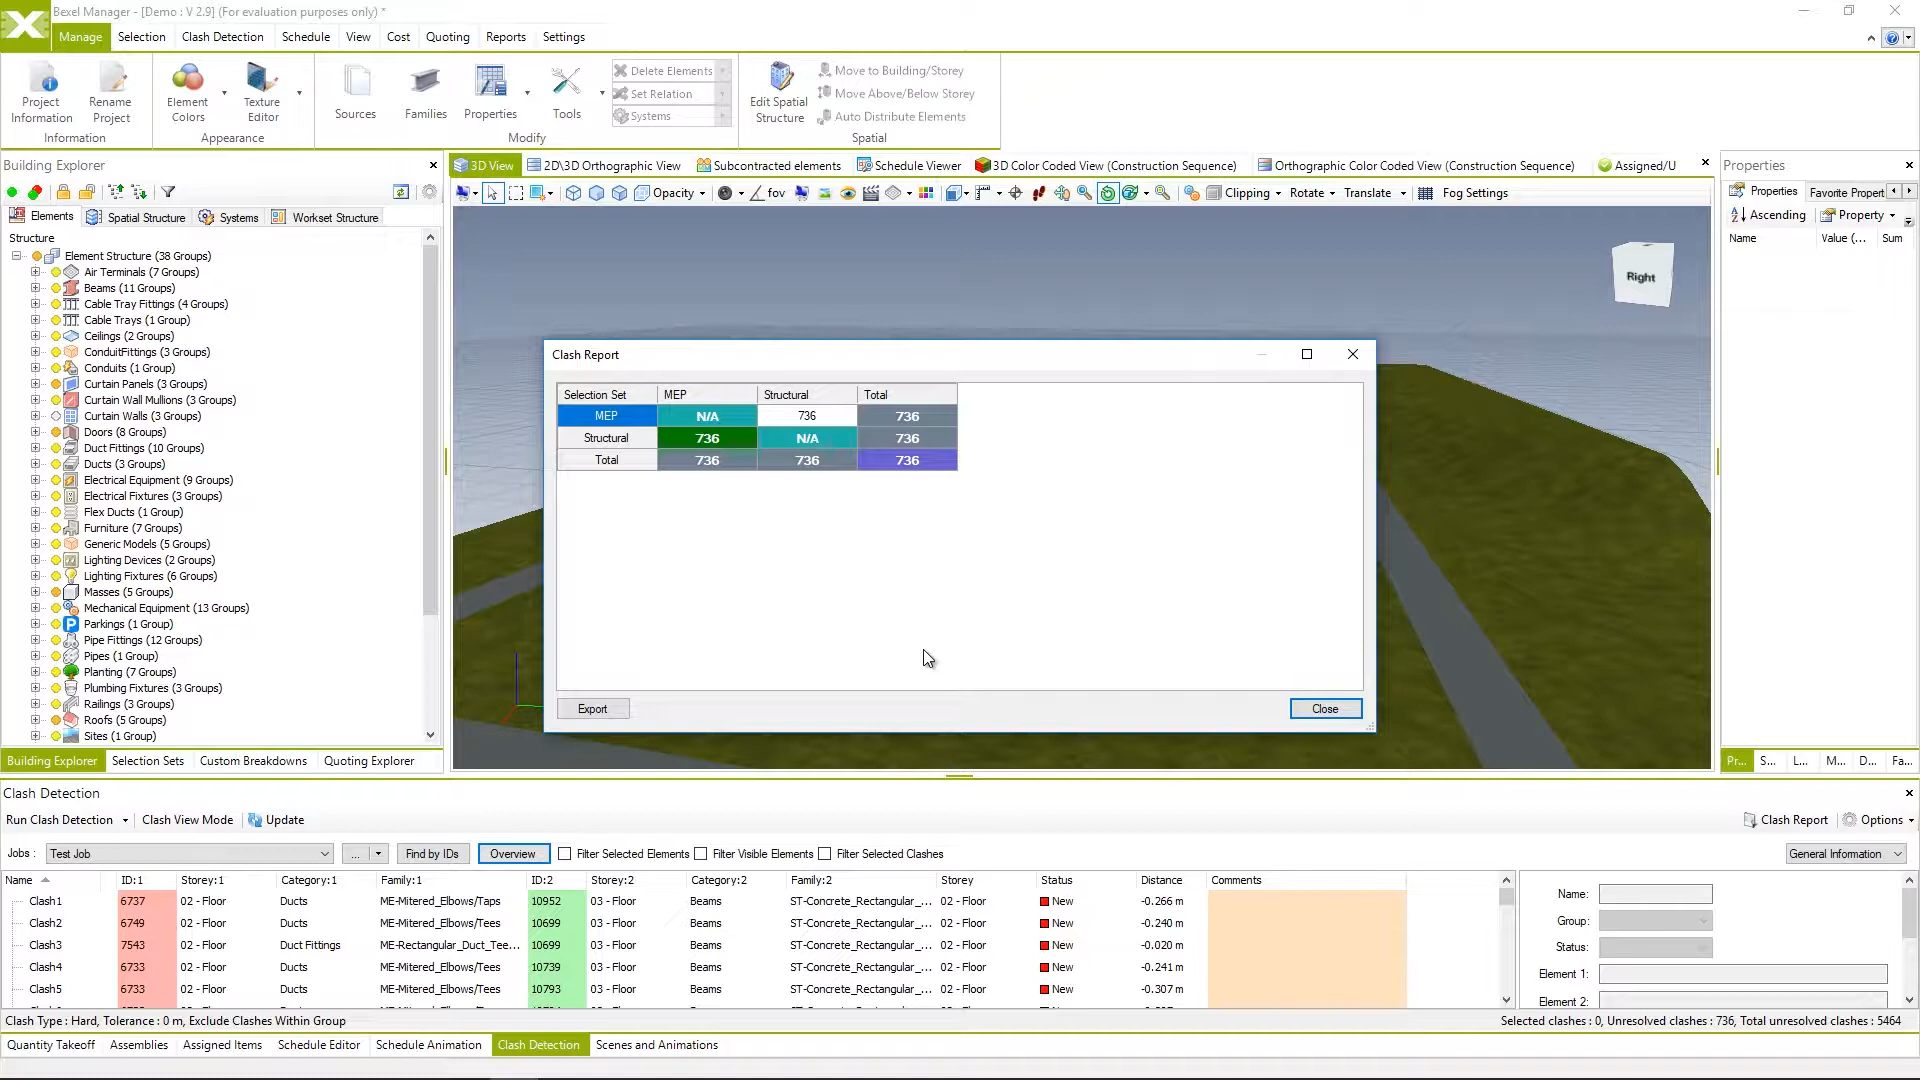 Bexel Manager - [Demo : V 2.9] (For evaluation purposes only) *
Manage Selection Clash Detection Schedule View Cost Quoting Reports Settings
Project Information Rename Project Element Colors Texture Editor Sources Families Properties Tools
Delete Elements
Set Relation
Systems
Edit Spatial Structure
Move to Building/Storey
Move Above/Below Storey
Auto Distribute Elements
Information Appearance Modify Spatial
Building Explorer
Elements Spatial Structure Systems Workset Structure
Structure
Element Structure (38 Groups)
Air Terminals (7 Groups)
Beams (11 Groups)
Cable Tray Fittings (4 Groups)
Cable Trays (1 Group)
Ceilings (2 Groups)
ConduitFittings (3 Groups)
Conduits (1 Group)
Curtain Panels (3 Groups)
Curtain Wall Mullions (3 Groups)
Curtain Walls (3 Groups)
Doors (8 Groups)
Duct Fittings (10 Groups)
Ducts (3 Groups)
Electrical Equipment (9 Groups)
Electrical Fixtures (3 Groups)
Flex Ducts (1 Group)
Furniture (7 Groups)
Generic Models (5 Groups)
Lighting Devices (2 Groups)
Lighting Fixtures (6 Groups)
Masses (5 Groups)
Mechanical Equipment (13 Groups)
Parkings (1 Group)
Pipe Fittings (12 Groups)
Pipes (1 Group)
Planting (7 Groups)
Plumbing Fixtures (3 Groups)
Railings (3 Groups)
Roofs (5 Groups)
Sites (1 Group)
Building Explorer Selection Sets Custom Breakdowns Quoting Explorer
3D View 2D\3D Orthographic View Subcontracted elements Schedule Viewer 3D Color Coded View (Construction Sequence) Orthographic Color Coded View (Construction Sequence) Assigned/U
Opacity fov Clipping Rotate Translate Fog Settings
Right
Clash Report
Selection Set MEP Structural Total
MEP N/A 736 736
Structural 736 N/A 736
Total 736 736 736
Export Close
Properties
Properties Favorite Propert
Ascending Property
Name Value (... Sum
Pr... S... L... M... D... Fa...
Clash Detection
Run Clash Detection Clash View Mode Update Clash Report Options
Jobs : Test Job ... Find by IDs Overview Filter Selected Elements Filter Visible Elements Filter Selected Clashes General Information
Name ID:1 Storey:1 Category:1 Family:1 ID:2 Storey:2 Category:2 Family:2 Storey Status Distance Comments
Clash1 6737 02 - Floor Ducts ME-Mitered_Elbows/Taps 10952 03 - Floor Beams ST-Concrete_Rectangular_... 02 - Floor New -0.266 m
Clash2 6749 02 - Floor Ducts ME-Mitered_Elbows/Tees 10699 03 - Floor Beams ST-Concrete_Rectangular_... 02 - Floor New -0.240 m
Clash3 7543 02 - Floor Duct Fittings ME-Rectangular_Duct_Tee... 10699 03 - Floor Beams ST-Concrete_Rectangular_... 02 - Floor New -0.020 m
Clash4 6733 02 - Floor Ducts ME-Mitered_Elbows/Tees 10739 03 - Floor Beams ST-Concrete_Rectangular_... 02 - Floor New -0.241 m
Clash5 6733 02 - Floor Ducts ME-Mitered_Elbows/Tees 10793 03 - Floor Beams ST-Concrete_Rectangular_... 02 - Floor New -0.307 m
Name:
Group:
Status:
Element 1:
Element 2:
Clash Type : Hard, Tolerance : 0 m, Exclude Clashes Within Group
Selected clashes : 0, Unresolved clashes : 736, Total unresolved clashes : 5464
Quantity Takeoff Assemblies Assigned Items Schedule Editor Schedule Animation Clash Detection Scenes and Animations